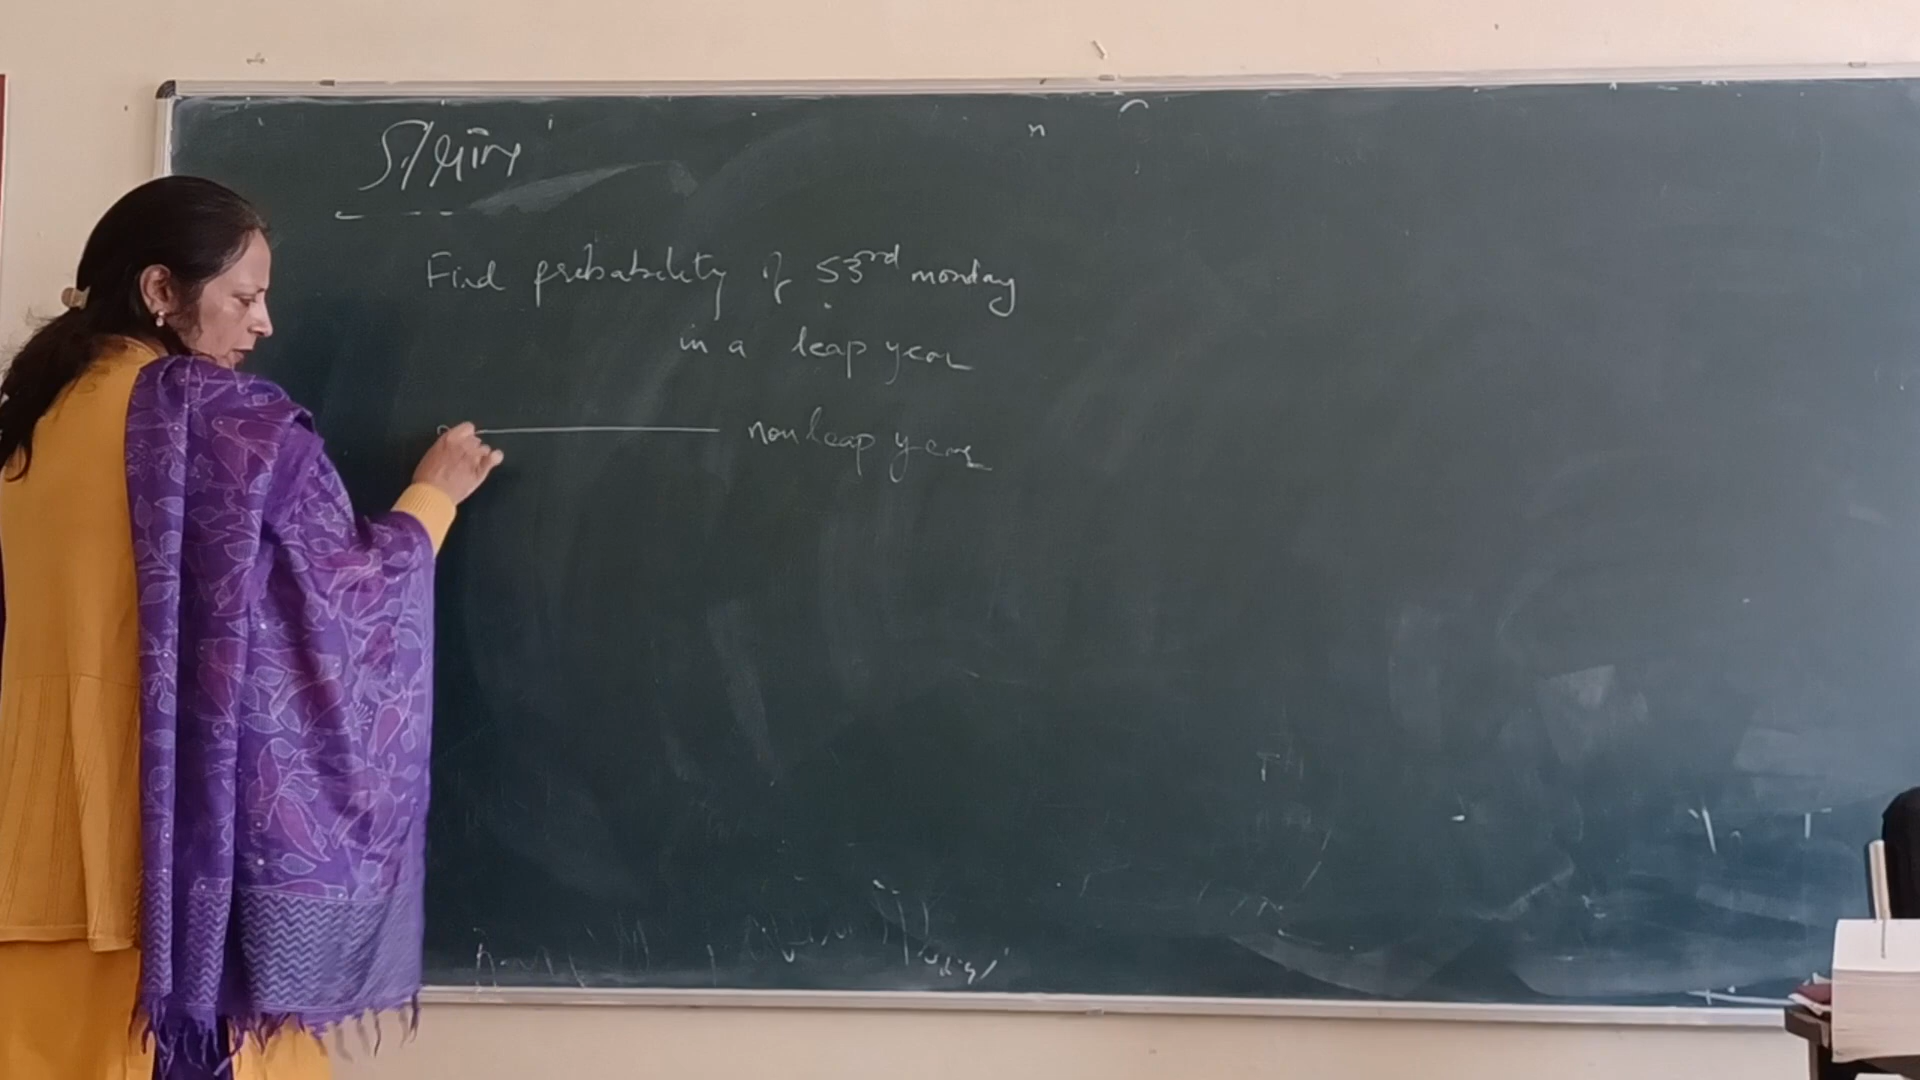 Find probability of 53rd monday
in a leap year
non leap year